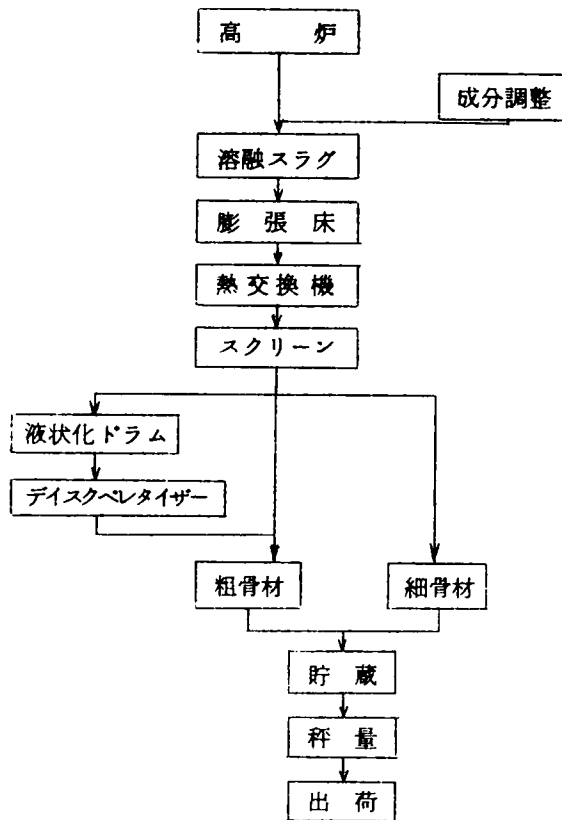 高炉
成分調整
溶融スラグ
膨張床
熱交換機
スクリーン
液状化ドラム
デイスクペレタイザー
粗骨材
細骨材
貯蔵
秤量
出荷